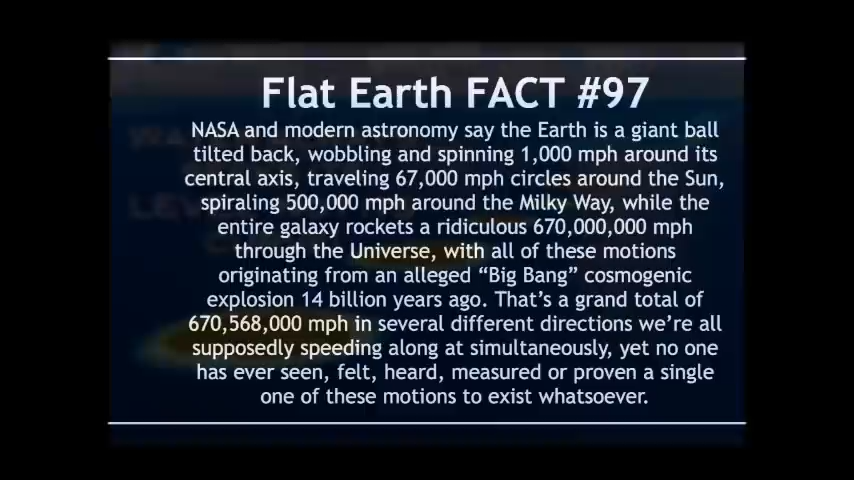 Flat Earth FACT #97
NASA and modern astronomy say the Earth is a giant ball
tilted back, wobbling and spinning 1,000 mph around its
central axis, traveling 67,000 mph circles around the Sun,
spiraling 500,000 mph around the Milky Way, while the
entire galaxy rockets a ridiculous 670,000,000 mph
through the Universe, with all of these motions
originating from an alleged “Big Bang” cosmogenic
explosion 14 billion years ago. That’s a grand total of
670,568,000 mph in several different directions we’re all
supposedly speeding along at simultaneously, yet no one
has ever seen, felt, heard, measured or proven a single
one of these motions to exist whatsoever.